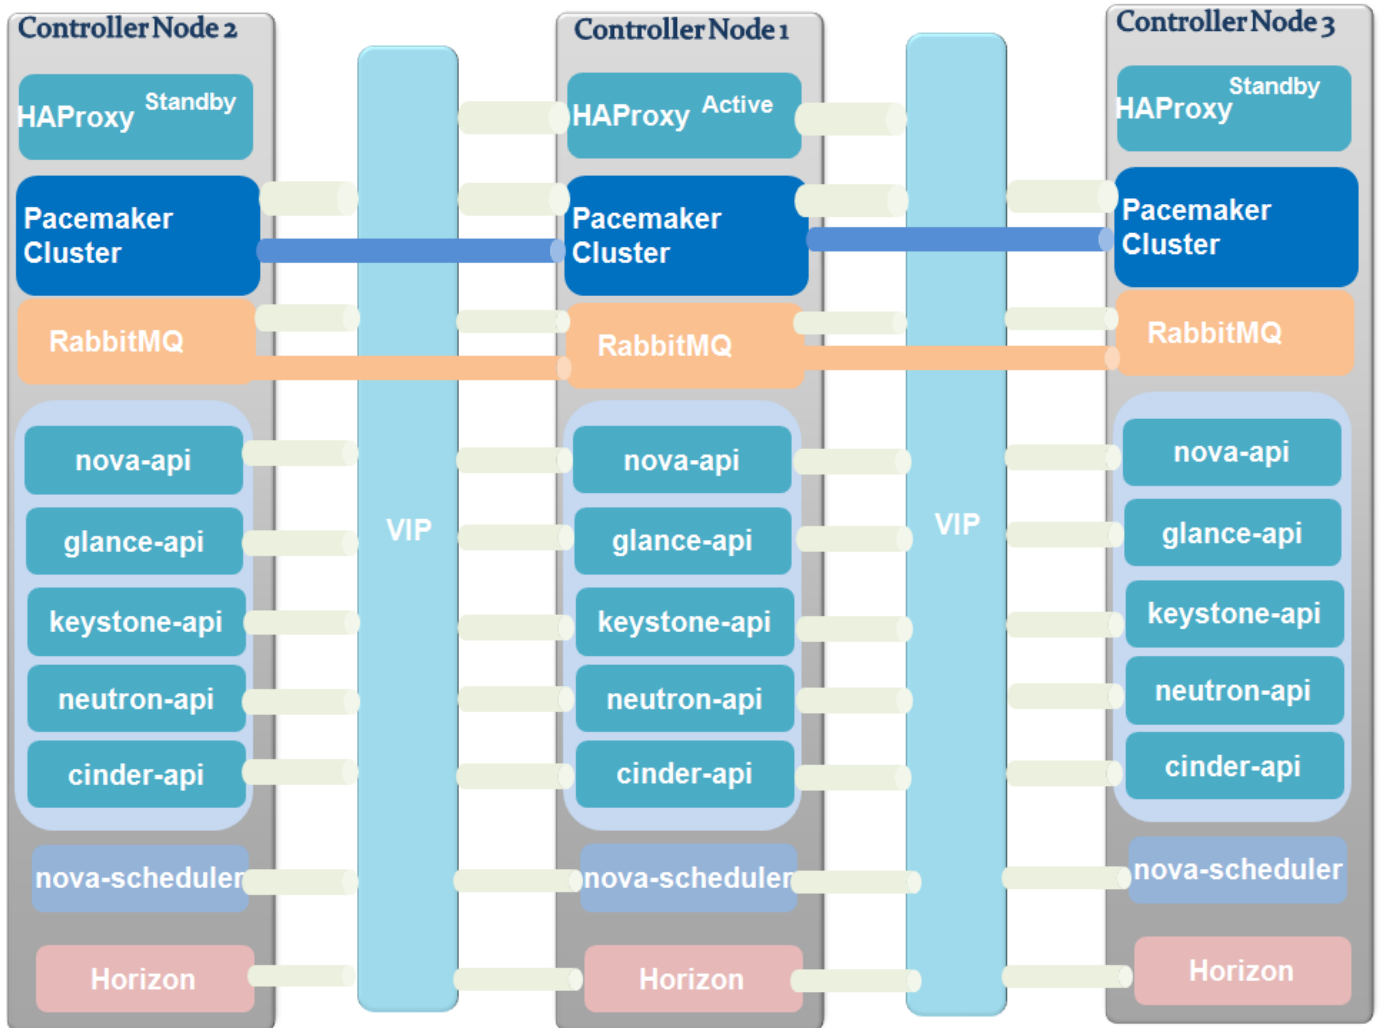 Controller Node 2
HAProxy Standby
Pacemaker
Cluster
RabbitMQ
nova-api
glance-api
keystone-api
neutron-api
cinder-api
nova-scheduler
Horizon
VIP
Controller Node 1
HAProxy Active
Pacemaker
Cluster
RabbitMQ
nova-api
glance-api
keystone-api
neutron-api
cinder-api
nova-scheduler
Horizon
VIP
Controller Node 3
HAProxy Standby
Pacemaker
Cluster
RabbitMQ
nova-api
glance-api
keystone-api
neutron-api
cinder-api
nova-scheduler
Horizon